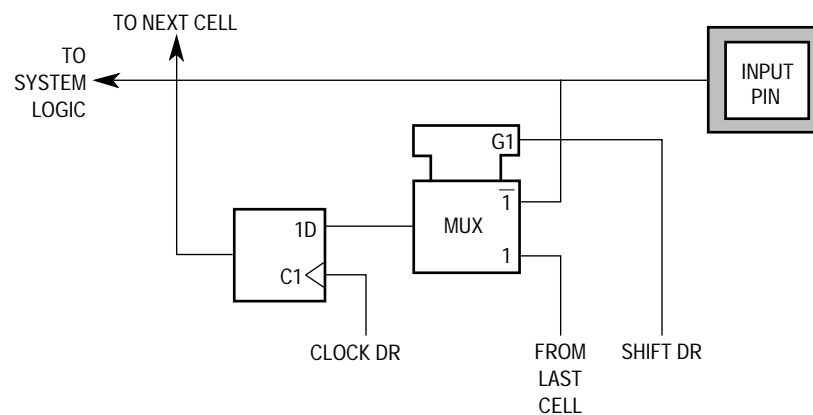 TO NEXT CELL
TO
SYSTEM
LOGIC
INPUT
PIN
G1
1
MUX
1
1D
C1
CLOCK DR
FROM
LAST
CELL
SHIFT DR